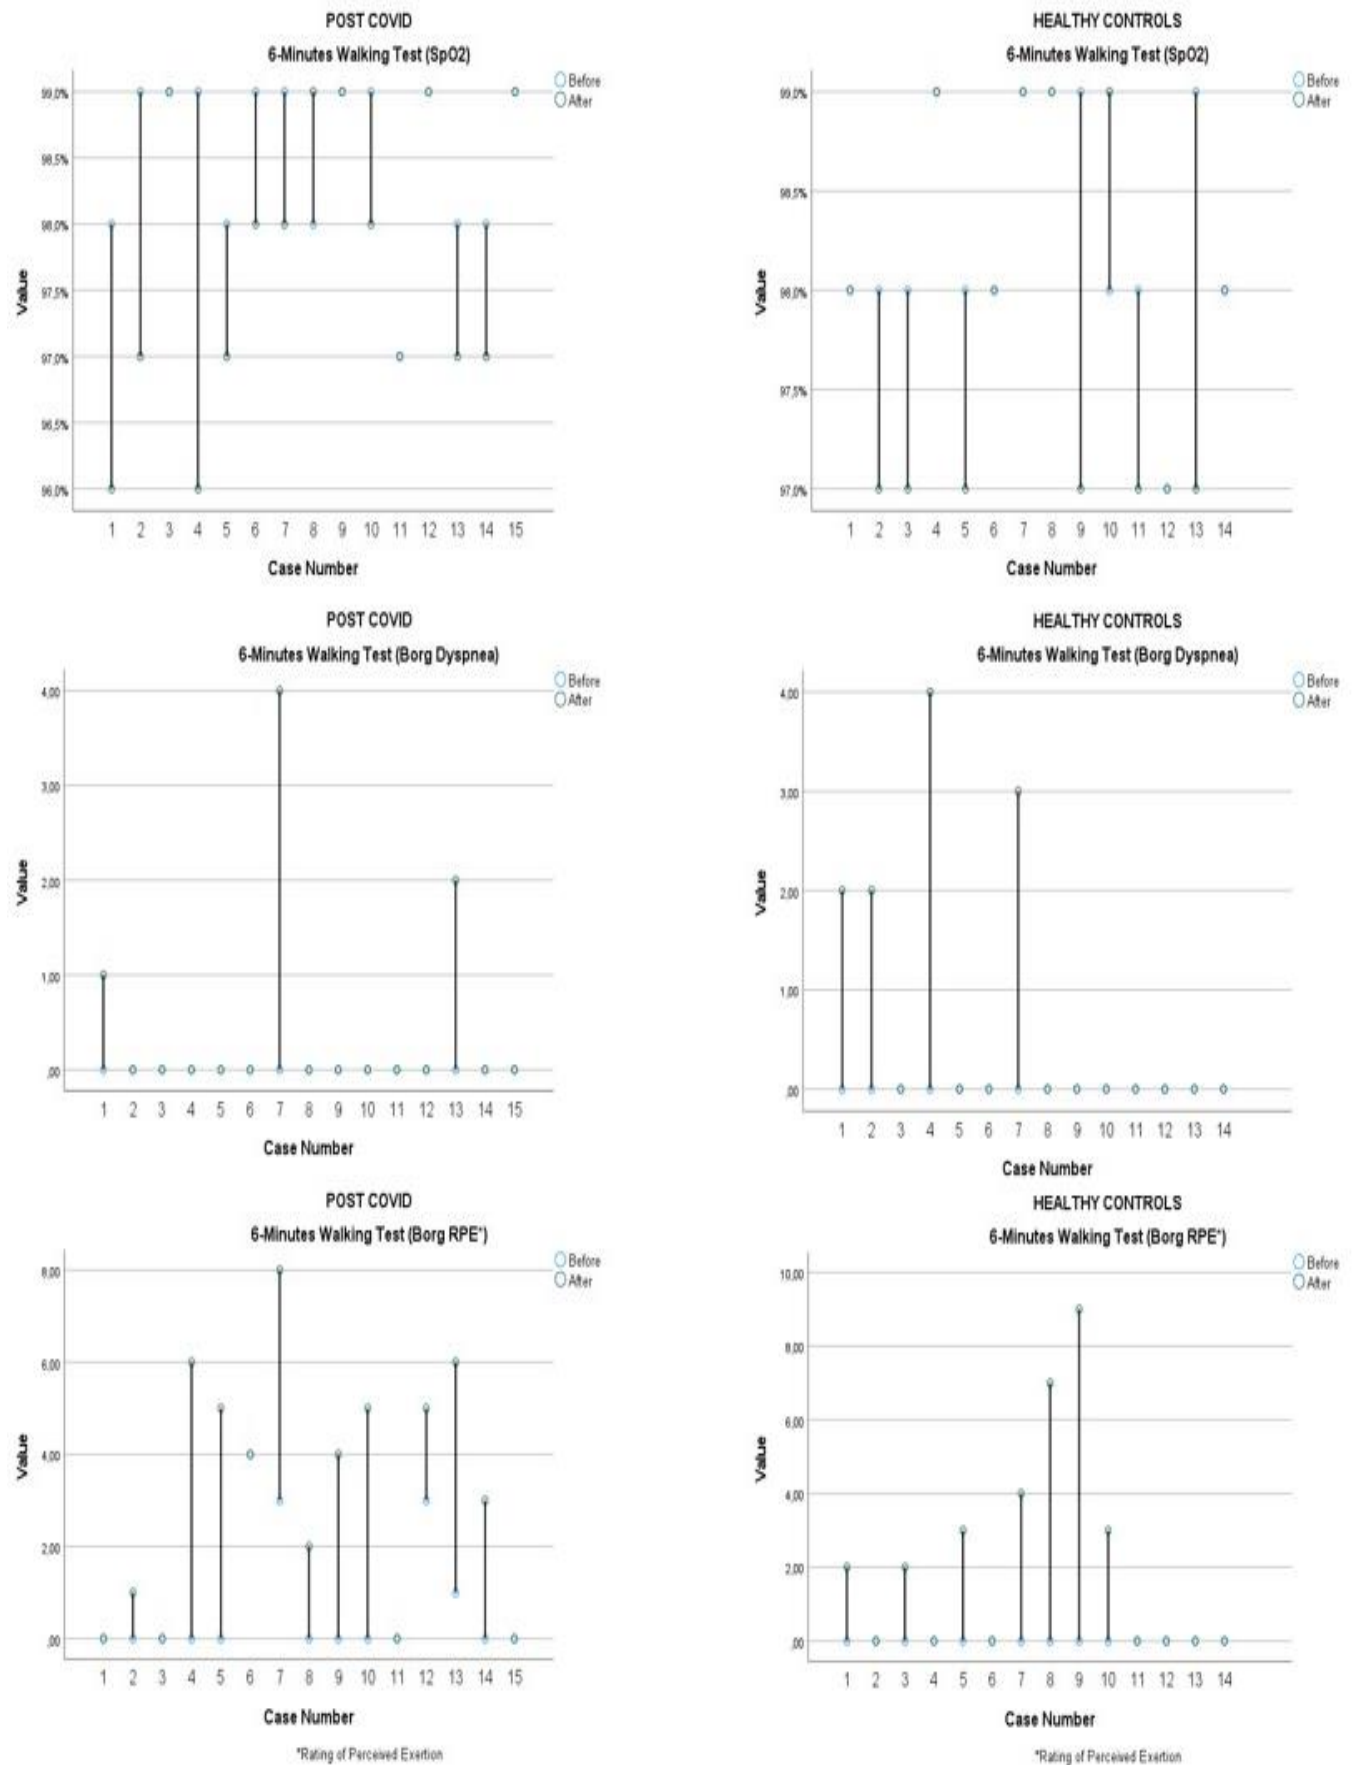 POST COVID
6-Minutes Walking Test (SpO2)
Before
After
99,0%
98,5%
98,0%
97,5%
97,0%
96,5%
96,0%
Value
1 2 3 4 5 6 7 8 9 10 11 12 13 14 15
Case Number
HEALTHY CONTROLS
6-Minutes Walking Test (SpO2)
Before
After
99,0%
98,5%
98,0%
97,5%
97,0%
Value
1 2 3 4 5 6 7 8 9 10 11 12 13 14
Case Number
POST COVID
6-Minutes Walking Test (Borg Dyspnea)
Before
After
4,00
3,00
2,00
1,00
,00
Value
1 2 3 4 5 6 7 8 9 10 11 12 13 14 15
Case Number
HEALTHY CONTROLS
6-Minutes Walking Test (Borg Dyspnea)
Before
After
4,00
3,00
2,00
1,00
,00
Value
1 2 3 4 5 6 7 8 9 10 11 12 13 14
Case Number
POST COVID
6-Minutes Walking Test (Borg RPE*)
Before
After
8,00
6,00
4,00
2,00
,00
Value
1 2 3 4 5 6 7 8 9 10 11 12 13 14 15
Case Number
*Rating of Perceived Exertion
HEALTHY CONTROLS
6-Minutes Walking Test (Borg RPE*)
Before
After
10,00
8,00
6,00
4,00
2,00
,00
Value
1 2 3 4 5 6 7 8 9 10 11 12 13 14
Case Number
*Rating of Perceived Exertion